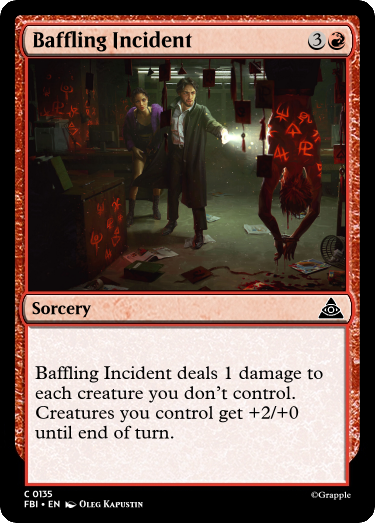 Baffling Incident 3
Sorcery
Baffling Incident deals 1 damage to
each creature you don't control.
Creatures you control get +2/+0
until end of turn.
C 0135
FBI • EN Oleg Kapustin
©Grapple